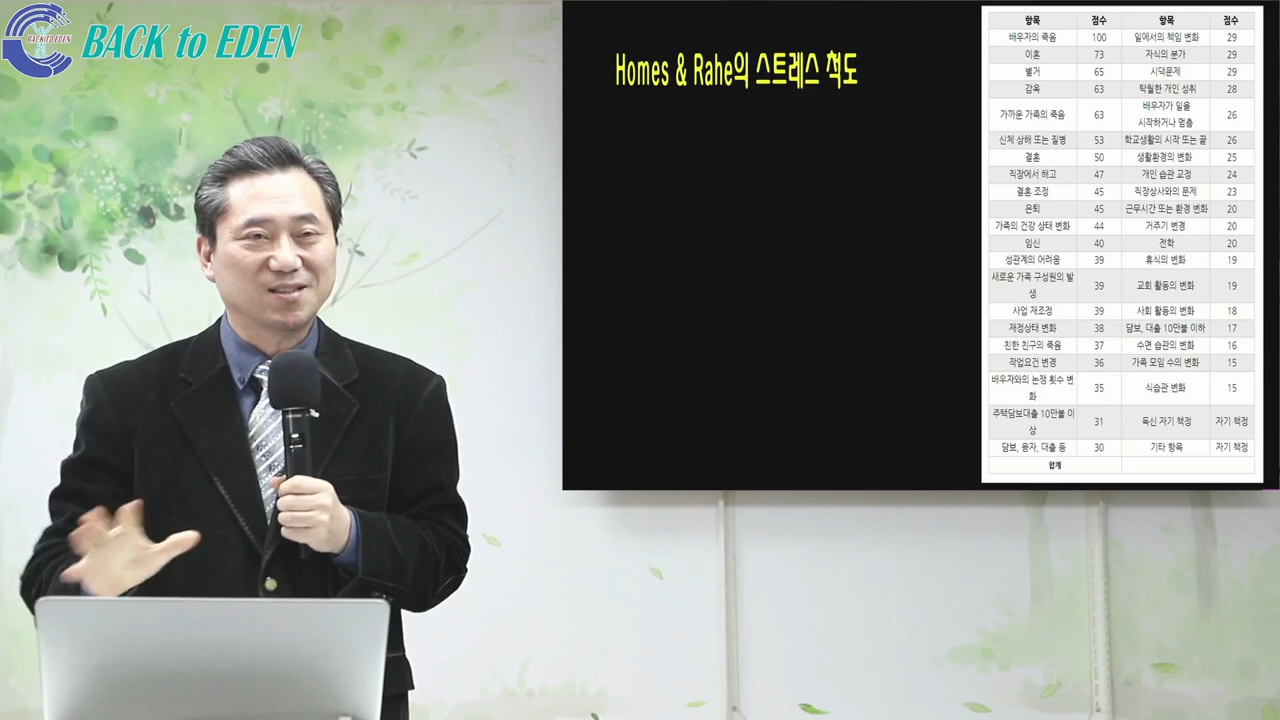 BACK TO EDEN
BACK to EDEN
Homes & Rahe의 스트레스 척도
항목 점수 항목 점수
배우자의 죽음 100 일에서의 책임 변화 29
이혼 73 자식의 분가 29
별거 65 시댁문제 29
감옥 63 탁월한 개인 성취 28
가까운 가족의 죽음 63 배우자가 일을
시작하거나 멈춤 26
신체 상해 또는 질병 53 학교생활의 시작 또는 끝 26
결혼 50 생활환경의 변화 25
직장에서 해고 47 개인 습관 교정 24
결혼 조정 45 직장상사와의 문제 23
은퇴 45 근무시간 또는 환경 변화 20
가족의 건강 상태 변화 44 거주기 변경 20
임신 40 전학 20
성관계의 어려움 39 휴식의 변화 19
새로운 가족 구성원의 발
생 39 교회 활동의 변화 19
사업 재조정 39 사회 활동의 변화 18
재정상태 변화 38 담보, 대출 10만불 이하 17
친한 친구의 죽음 37 수면 습관의 변화 16
작업요건 변경 36 가족 모임 수의 변화 15
배우자와의 논쟁 횟수 변
화 35 식습관 변화 15
주택담보대출 10만불 이
상 31 독신 자기 책정 자기 책정
담보, 융자, 대출 등 30 기타 항목 자기 책정
합계